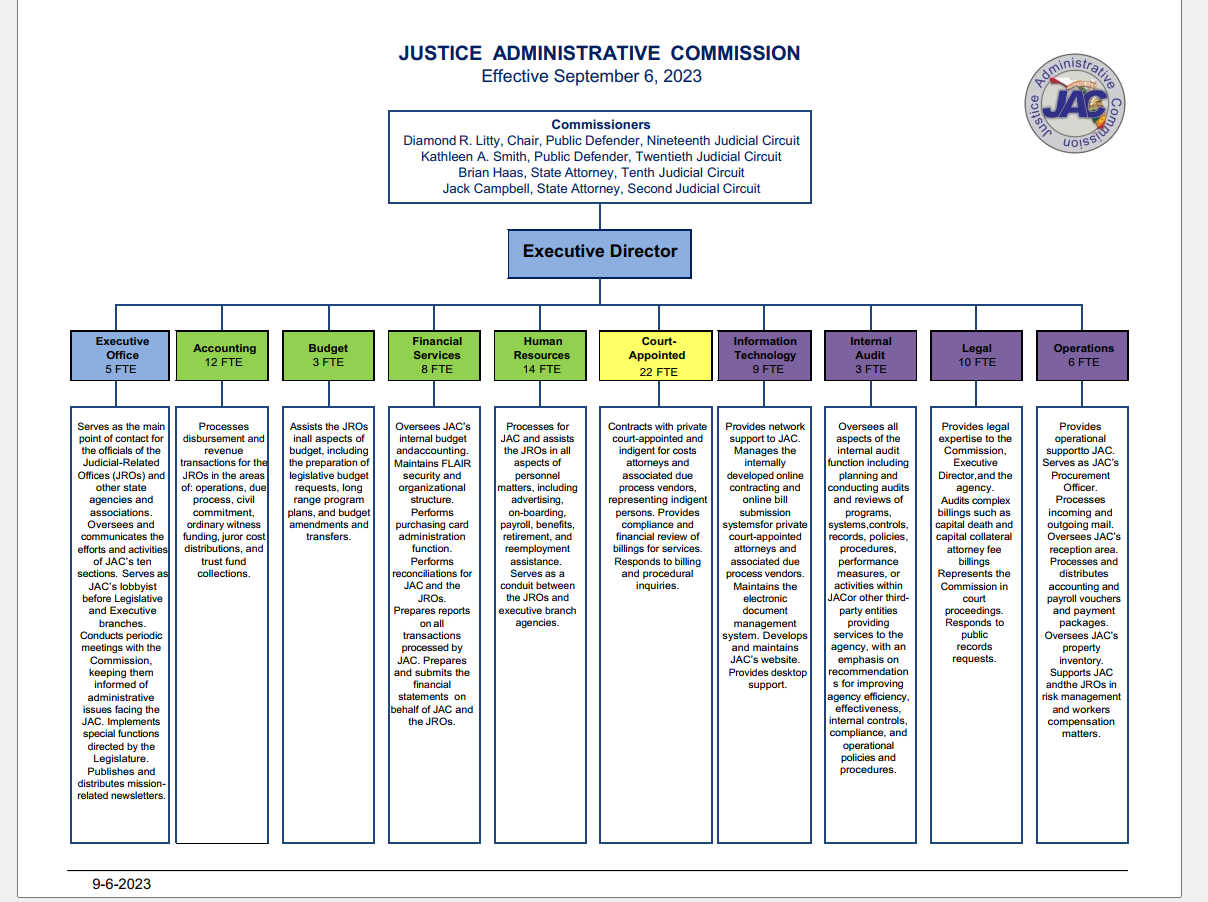 JUSTICE ADMINISTRATIVE COMMISSION
Effective September 6, 2023
Justice Administrative Commission
JAC
Commissioners
Diamond R. Litty, Chair, Public Defender, Nineteenth Judicial Circuit
Kathleen A. Smith, Public Defender, Twentieth Judicial Circuit
Brian Haas, State Attorney, Tenth Judicial Circuit
Jack Campbell, State Attorney, Second Judicial Circuit
Executive Director
Executive
Office
5 FTE
Accounting
12 FTE
Budget
3 FTE
Financial
Services
8 FTE
Human
Resources
14 FTE
Court-
Appointed
22 FTE
Information
Technology
9 FTE
Internal
Audit
3 FTE
Legal
10 FTE
Operations
6 FTE
Serves as the main
point of contact for
the officials of the
Judicial-Related
Offices (JROs) and
other state
agencies and
associations.
Oversees and
communicates the
efforts and activities
of JAC's ten
sections. Serves as
JAC's lobbyist
before Legislative
and Executive
branches.
Conducts periodic
meetings with the
Commission,
keeping them
informed of
administrative
issues facing the
JAC. Implements
special functions
directed by the
Legislature.
Publishes and
distributes mission-
related newsletters.
Processes
disbursement and
revenue
transactions for the
JROs in the areas
of: operations, due
process, civil
commitment,
ordinary witness
funding, juror cost
distributions, and
trust fund
collections.
Assists the JROs
inall aspects of
budget, including
the preparation of
legislative budget
requests, long
range program
plans, and budget
amendments and
transfers.
Oversees JAC's
internal budget
andaccounting.
Maintains FLAIR
security and
organizational
structure.
Performs
purchasing card
administration
function.
Performs
reconciliations for
JAC and the
JROs.
Prepares reports
on all
transactions
processed by
JAC. Prepares
and submits the
financial
statements on
behalf of JAC and
the JROs.
Processes for
JAC and assists
the JROs in all
aspects of
personnel
matters, including
advertising,
on-boarding,
payroll, benefits,
retirement, and
reemployment
assistance.
Serves as a
conduit between
the JROs and
executive branch
agencies.
Contracts with private
court-appointed and
indigent for costs
attorneys and
associated due
process vendors,
representing indigent
persons. Provides
compliance and
financial review of
billings for services.
Responds to billing
and procedural
inquiries.
Provides network
support to JAC.
Manages the
internally
developed online
contracting and
online bill
submission
systemsfor private
court-appointed
attorneys and
associated due
process vendors.
Maintains the
electronic
document
management
system. Develops
and maintains
JAC's website.
Provides desktop
support.
Oversees all
aspects of the
internal audit
function including
planning and
conducting audits
and reviews of
programs,
systems,controls,
records, policies,
procedures,
performance
measures, or
activities within
JACor other third-
party entities
providing
services to the
agency, with an
emphasis on
recommendation
s for improving
agency efficiency,
effectiveness,
internal controls,
compliance, and
operational
policies and
procedures.
Provides legal
expertise to the
Commission,
Executive
Director,and the
agency.
Audits complex
billings such as
capital death and
capital collateral
attorney fee
billings
Represents the
Commission in
court
proceedings.
Responds to
public
records
requests.
Provides
operational
supportto JAC.
Serves as JAC's
Procurement
Officer.
Processes
incoming and
outgoing mail.
Oversees JAC's
reception area.
Processes and
distributes
accounting and
payroll vouchers
and payment
packages.
Oversees JAC's
property
inventory.
Supports JAC
andthe JROs in
risk management
and workers
compensation
matters.
9-6-2023